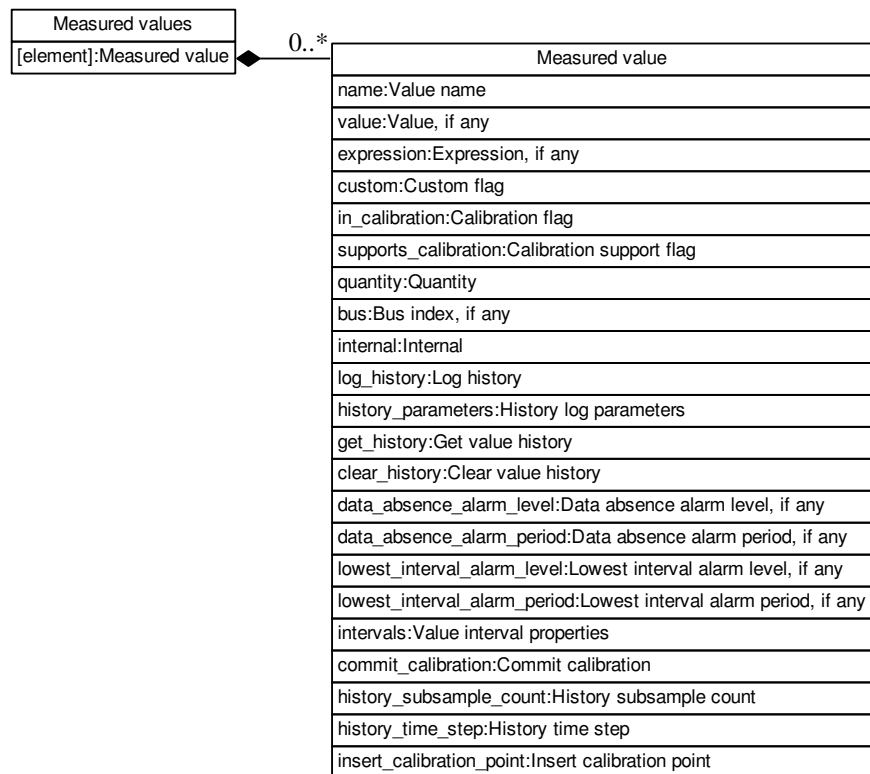 Measured values
[element]:Measured value
0..*
Measured value
name:Value name
value:Value, if any
expression:Expression, if any
custom:Custom flag
in_calibration:Calibration flag
supports_calibration:Calibration support flag
quantity:Quantity
bus:Bus index, if any
internal:Internal
log_history:Log history
history_parameters:History log parameters
get_history:Get value history
clear_history:Clear value history
data_absence_alarm_level:Data absence alarm level, if any
data_absence_alarm_period:Data absence alarm period, if any
lowest_interval_alarm_level:Lowest interval alarm level, if any
lowest_interval_alarm_period:Lowest interval alarm period, if any
intervals:Value interval properties
commit_calibration:Commit calibration
history_subsample_count:History subsample count
history_time_step:History time step
insert_calibration_point:Insert calibration point